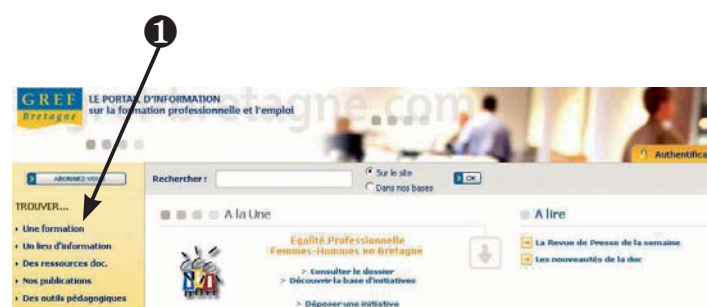 1
GREF
Bretagne
LE PORTAIL D'INFORMATION
sur la formation professionnelle et l'emploi
Authentifica
ABONNEZ-VOUS
Rechercher :
Sur le site
Dans nos bases
OK
TROUVER...
Une formation
Un lieu d'information
Des ressources doc.
Nos publications
Des outils pédagogiques
A la Une
Egalité Professionnelle
Femmes-Hommes en Bretagne
> Consulter le dossier
> Découvrir la base d'initiatives
> Déposer une initiative
A lire
La Revue de Presse de la semaine
Les nouveautés de la doc